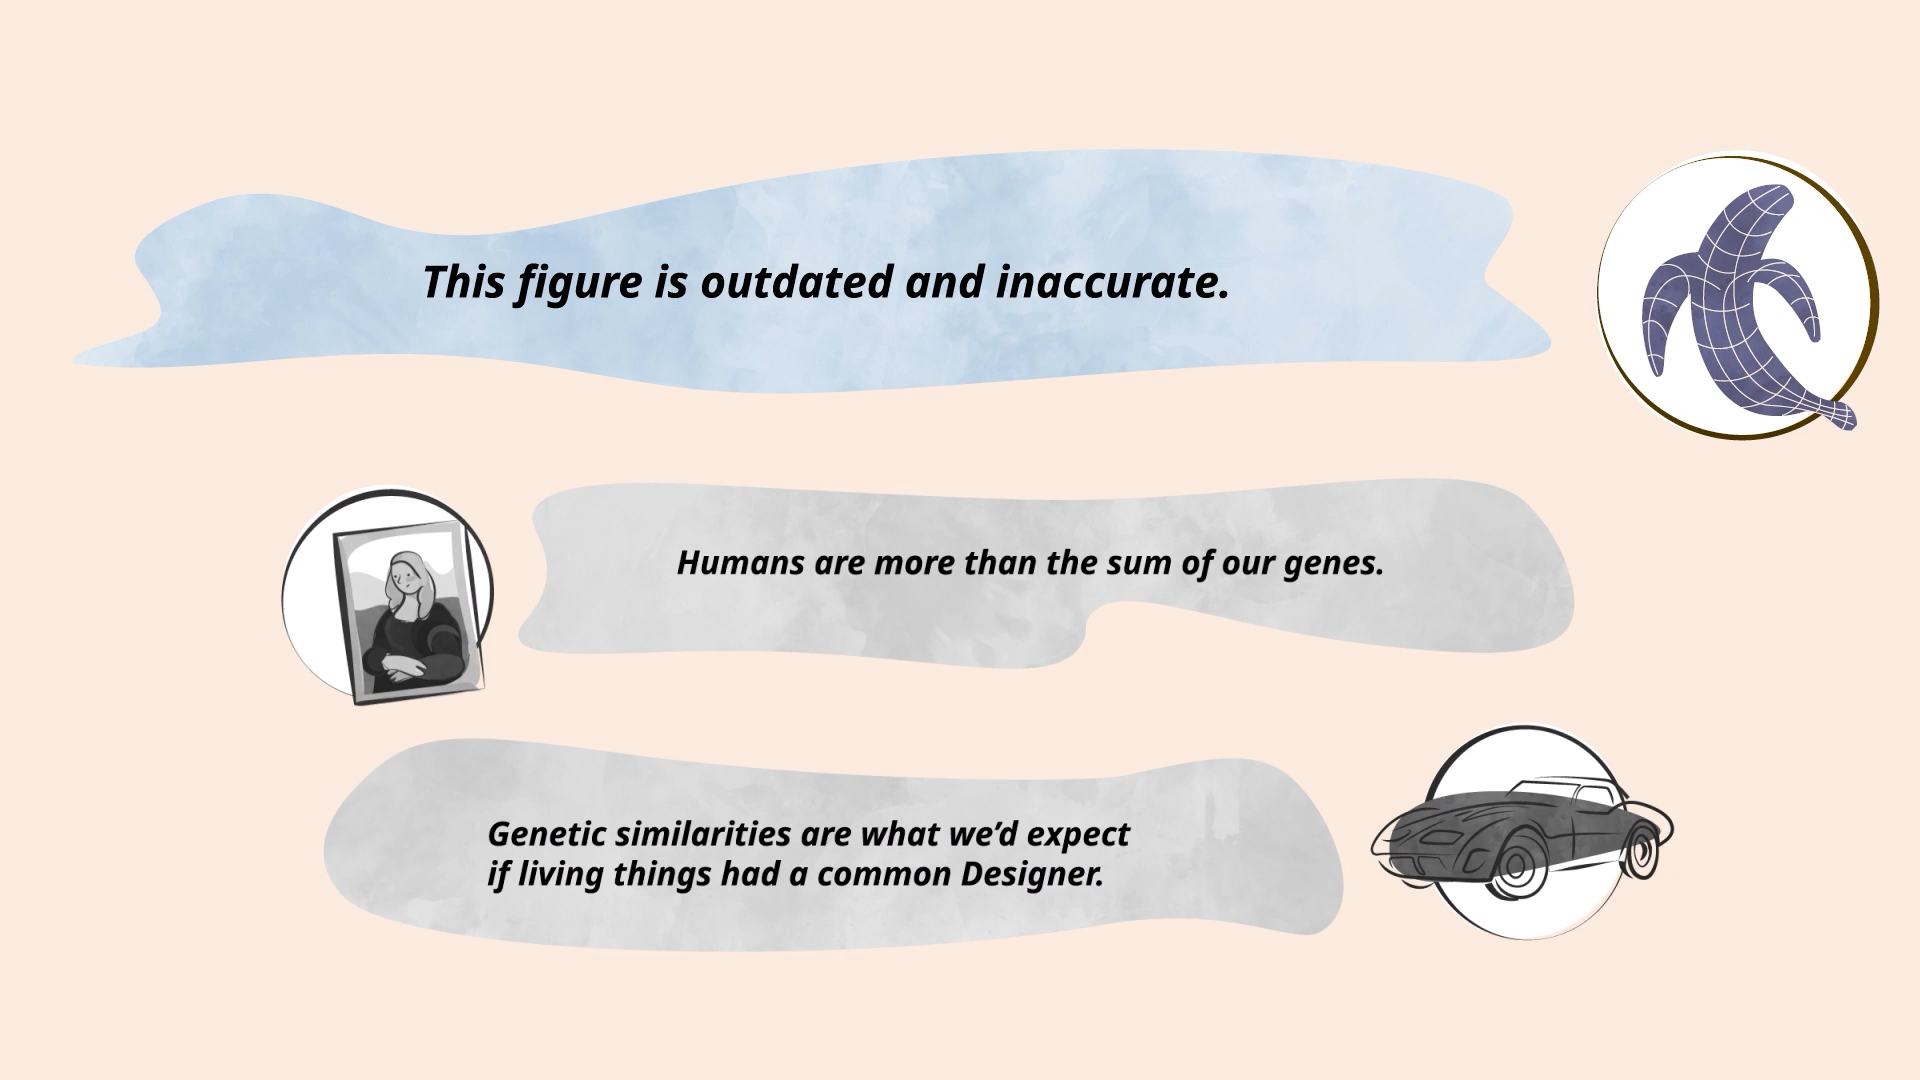 This figure is outdated and inaccurate.
Humans are more than the sum of our genes.
Genetic similarities are what we’d expect
if living things had a common Designer.